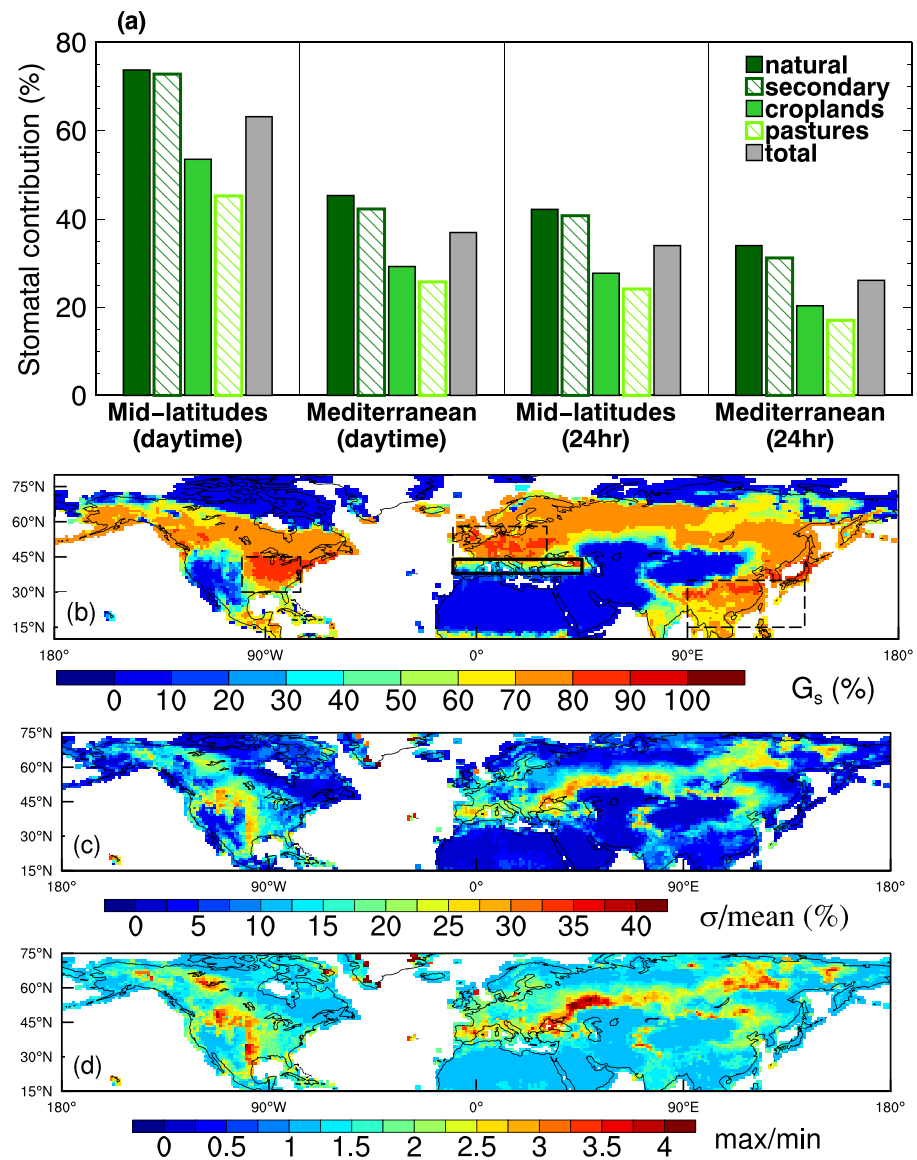 (a)
80
60
40
20
0
Stomatal contribution (%)
natural
secondary
croplands
pastures
total
Mid-latitudes Mediterranean Mid-latitudes Mediterranean
(daytime) (daytime) (24hr) (24hr)
75°N
60°N
45°N
30°N
15°N
(b)
180° 90°W 0° 90°E 180°
0 10 20 30 40 50 60 70 80 90 100 Gₛ (%)
75°N
60°N
45°N
30°N
15°N
(c)
180° 90°W 0° 90°E 180°
0 5 10 15 20 25 30 35 40 σ/mean (%)
75°N
60°N
45°N
30°N
15°N
(d)
180° 90°W 0° 90°E 180°
0 0.5 1 1.5 2 2.5 3 3.5 4 max/min